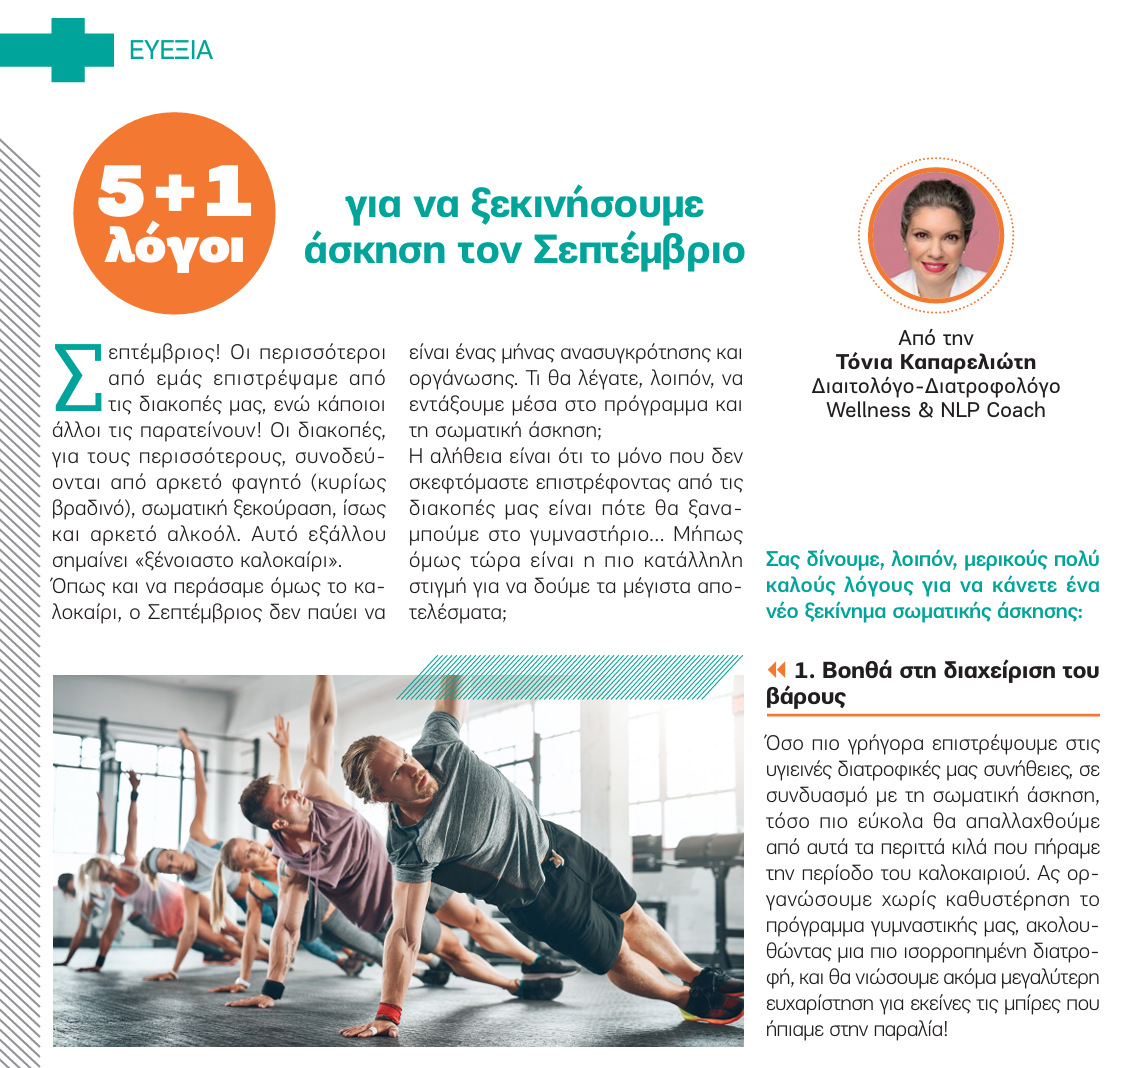 ΕΥΕΞΙΑ
5+1
λόγοι
για να ξεκινήσουμε
άσκηση τον Σεπτέμβριο
Από την
Τόνια Καπαρελιώτη
Διαιτολόγο-Διατροφολόγο
Wellness & NLP Coach
Σεπτέμβριος! Οι περισσότεροι
από εμάς επιστρέψαμε από
τις διακοπές μας, ενώ κάποιοι
άλλοι τις παρατείνουν! Οι διακοπές,
για τους περισσότερους, συνοδεύ-
ονται από αρκετό φαγητό (κυρίως
βραδινό), σωματική ξεκούραση, ίσως
και αρκετό αλκοόλ. Αυτό εξάλλου
σημαίνει «ξένοιαστο καλοκαίρι».
Όπως και να περάσαμε όμως το κα-
λοκαίρι, ο Σεπτέμβριος δεν παύει να
είναι ένας μήνας ανασυγκρότησης και
οργάνωσης. Τι θα λέγατε, λοιπόν, να
εντάξουμε μέσα στο πρόγραμμα και
τη σωματική άσκηση;
Η αλήθεια είναι ότι το μόνο που δεν
σκεφτόμαστε επιστρέφοντας από τις
διακοπές μας είναι πότε θα ξανα-
μπούμε στο γυμναστήριο... Μήπως
όμως τώρα είναι η πιο κατάλληλη
στιγμή για να δούμε τα μέγιστα απο-
τελέσματα;
Σας δίνουμε, λοιπόν, μερικούς πολύ
καλούς λόγους για να κάνετε ένα
νέο ξεκίνημα σωματικής άσκησης:
1. Βοηθά στη διαχείριση του
βάρους
Όσο πιο γρήγορα επιστρέψουμε στις
υγιεινές διατροφικές μας συνήθειες, σε
συνδυασμό με τη σωματική άσκηση,
τόσο πιο εύκολα θα απαλλαχθούμε
από αυτά τα περιττά κιλά που πήραμε
την περίοδο του καλοκαιριού. Ας ορ-
γανώσουμε χωρίς καθυστέρηση το
πρόγραμμα γυμναστικής μας, ακολου-
θώντας μια πιο ισορροπημένη διατρο-
φή, και θα νιώσουμε ακόμα μεγαλύτερη
ευχαρίστηση για εκείνες τις μπίρες που
ήπιαμε στην παραλία!